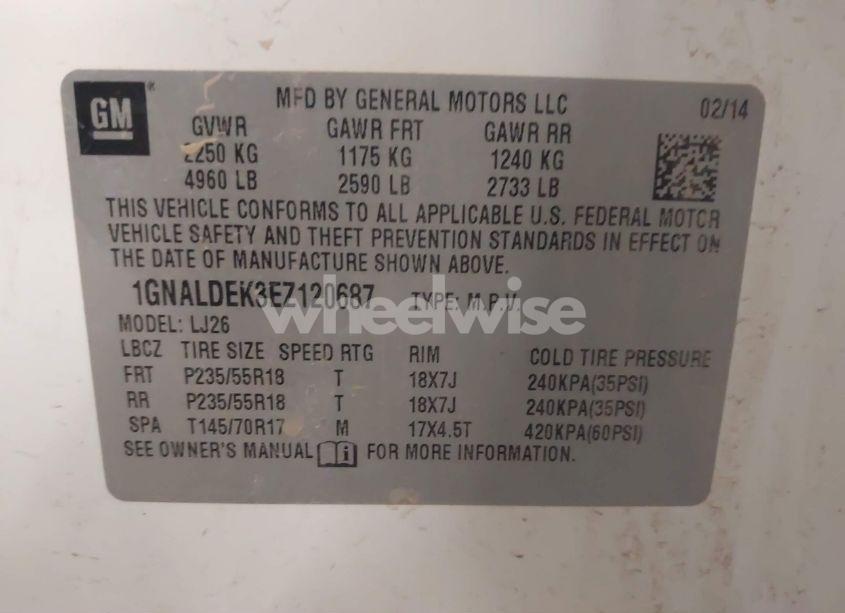 GM
MFD BY GENERAL MOTORS LLC 02/14
GVWR GAWR FRT GAWR RR
2250 KG 1175 KG 1240 KG
4960 LB 2590 LB 2733 LB
THIS VEHICLE CONFORMS TO ALL APPLICABLE U.S. FEDERAL MOTOR
VEHICLE SAFETY AND THEFT PREVENTION STANDARDS IN EFFECT ON
THE DATE OF MANUFACTURE SHOWN ABOVE.
1GNALDEK3EZ120687 TYPE: M.P.V.
wheelwise
MODEL: LJ26
LBCZ TIRE SIZE SPEED RTG RIM COLD TIRE PRESSURE
FRT P235/55R18 T 18X7J 240KPA(35PSI)
RR P235/55R18 T 18X7J 240KPA(35PSI)
SPA T145/70R17 M 17X4.5T 420KPA(60PSI)
SEE OWNER'S MANUAL FOR MORE INFORMATION.